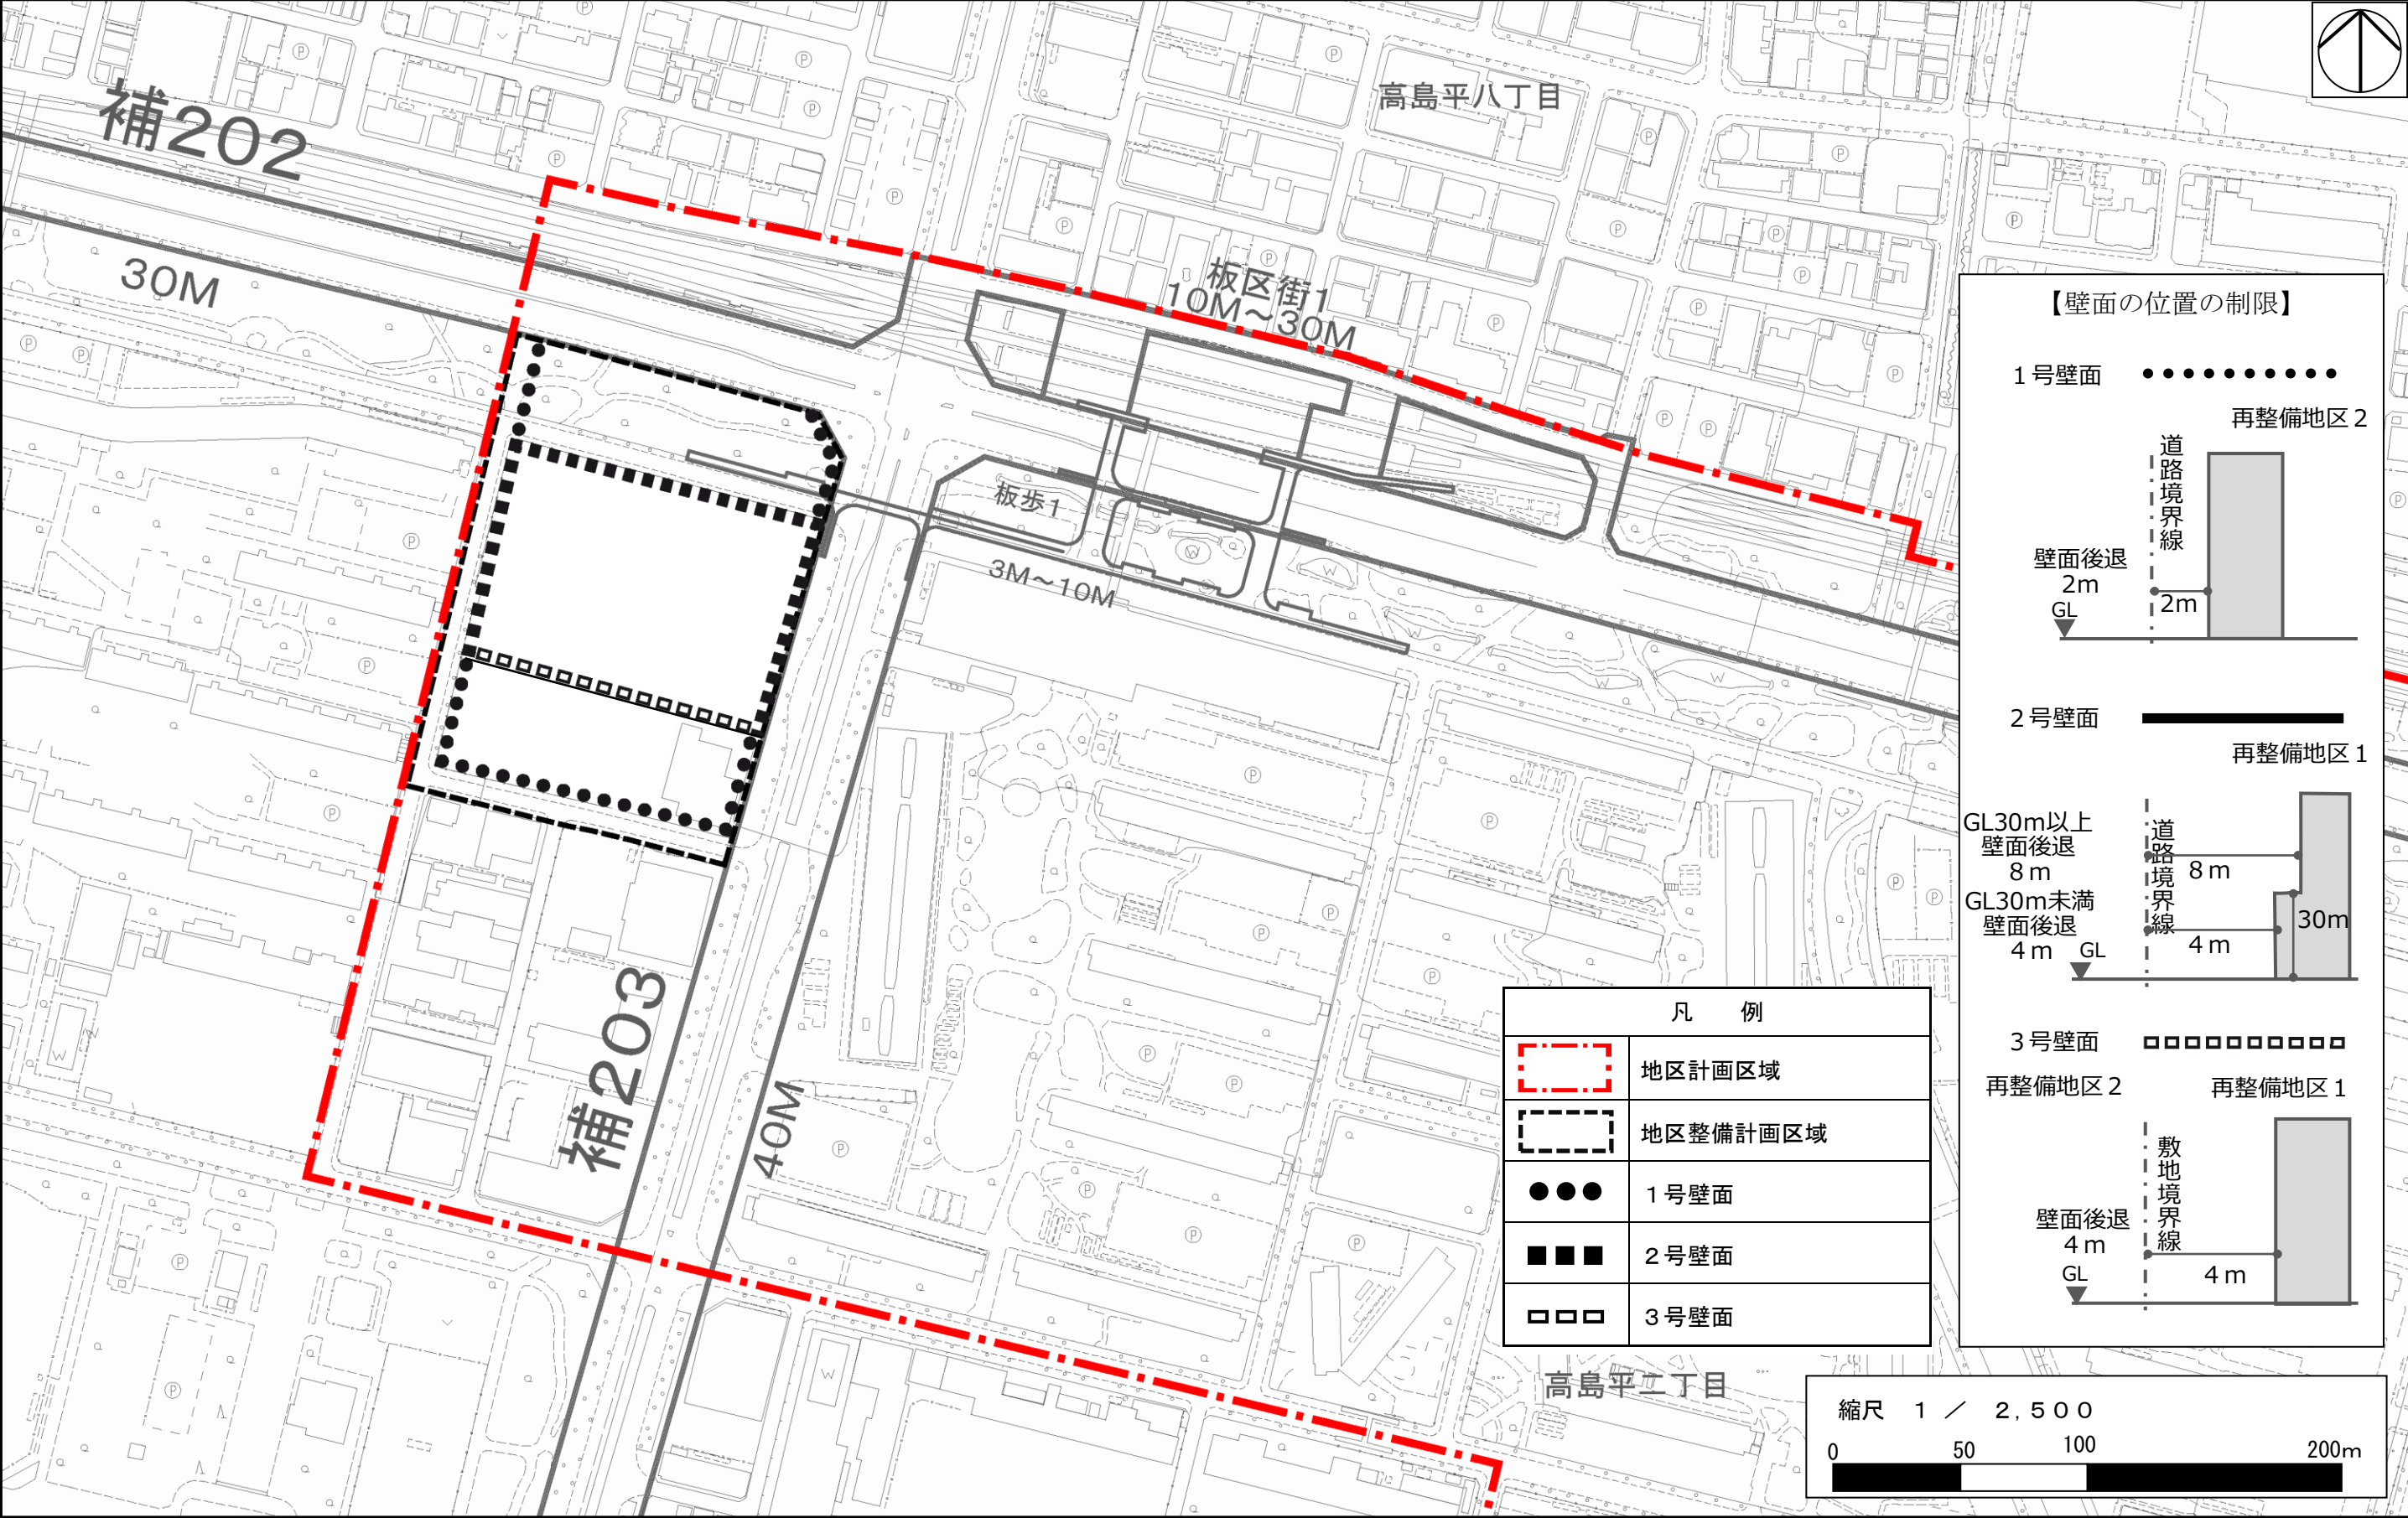 高島平八丁目
補202
30M
板区街1
10M～30M
板歩1
3M～10M
補203
40M
高島平二丁目
【壁面の位置の制限】
１号壁面
再整備地区２
道路境界線
壁面後退
2m
2m
GL
２号壁面
再整備地区１
道路境界線
GL30m以上
壁面後退
８ｍ
８ｍ
GL30m未満
壁面後退
４ｍ
GL
４ｍ
30m
３号壁面
再整備地区２
再整備地区１
敷地境界線
壁面後退
４ｍ
GL
４ｍ
凡　例
地区計画区域
地区整備計画区域
１号壁面
２号壁面
３号壁面
縮尺　１　／　２,５００
0 50 100 200m